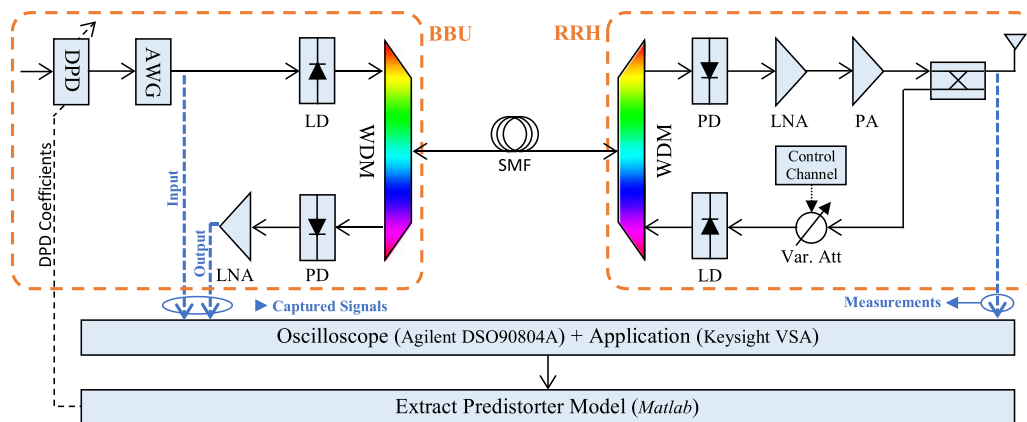 BBU
RRH
DPD
AWG
LD
WDM
SMF
WDM
PD
LNA
PA
Control
Channel
DPD Coefficients
Input
Output
LNA
PD
LD
Var. Att
Captured Signals
Measurements
Oscilloscope (Agilent DSO90804A) + Application (Keysight VSA)
Extract Predistorter Model (Matlab)